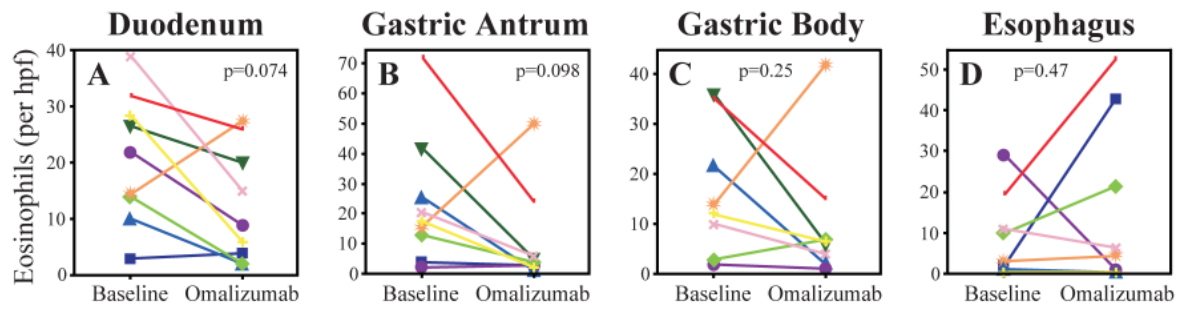 Duodenum
Gastric Antrum
Gastric Body
Esophagus
Eosinophils (per hpf)
A
p=0.074
40
30
20
10
0
Baseline
Omalizumab
B
p=0.098
70
60
50
40
30
20
10
0
Baseline
Omalizumab
C
p=0.25
40
30
20
10
0
Baseline
Omalizumab
D
p=0.47
50
40
30
20
10
0
Baseline
Omalizumab